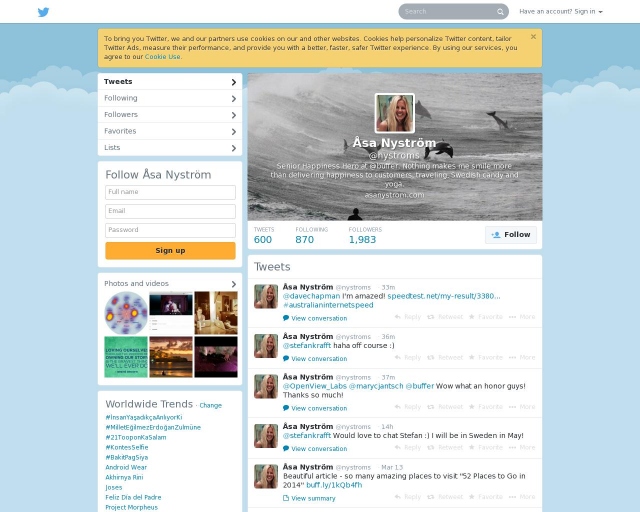 Search
Have an account? Sign in
To bring you Twitter, we and our partners use cookies on our and other websites. Cookies help personalize Twitter content, tailor
Twitter Ads, measure their performance, and provide you with a better, faster, safer Twitter experience. By using our services, you
agree to our Cookie Use.
Tweets
Following
Followers
Favorites
Lists
Follow Åsa Nyström
Full name
Email
Password
Sign up
Photos and videos
Worldwide Trends · Change
#İnsanYaşadıkçaAnlıyorKi
#MilletEğilmezErdoğanZulmüne
#21TooponKaSalam
#KontesSelfie
#BakitPagSiya
Android Wear
Akhirnya Rini
Joses
Feliz Día del Padre
Project Morpheus
Åsa Nyström
@nystroms
Senior Happiness Hero at @buffer. Nothing makes me smile more
than delivering happiness to customers, traveling, Swedish candy and
yoga.
asanystrom.com
TWEETS
600
FOLLOWING
870
FOLLOWERS
1,983
Follow
Tweets
Åsa Nyström @nystroms · 33m
@davechapman I'm amazed! speedtest.net/my-result/3380...
#australianinternetspeed
View conversation
Reply Retweet Favorite More
Åsa Nyström @nystroms · 36m
@stefankrafft haha off course :)
View conversation
Reply Retweet Favorite More
Åsa Nyström @nystroms · 37m
@OpenView_Labs @marycjantsch @buffer Wow what an honor guys!
Thanks so much!
View conversation
Reply Retweet Favorite More
Åsa Nyström @nystroms · 14h
@stefankrafft Would love to chat Stefan :) I will be in Sweden in May!
View conversation
Reply Retweet Favorite More
Åsa Nyström @nystroms · Mar 13
Beautiful article - so many amazing places to visit "52 Places to Go in
2014" buff.ly/1kQb4fh
View summary
Reply Retweet Favorite More